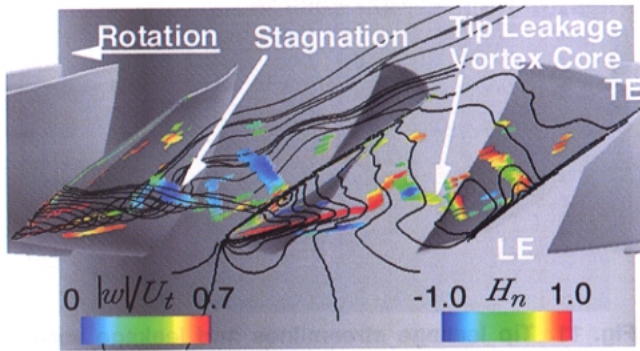 Rotation
Stagnation
Tip Leakage
Vortex Core
TE
LE
0 |w|/U_t 0.7
-1.0 H_n 1.0